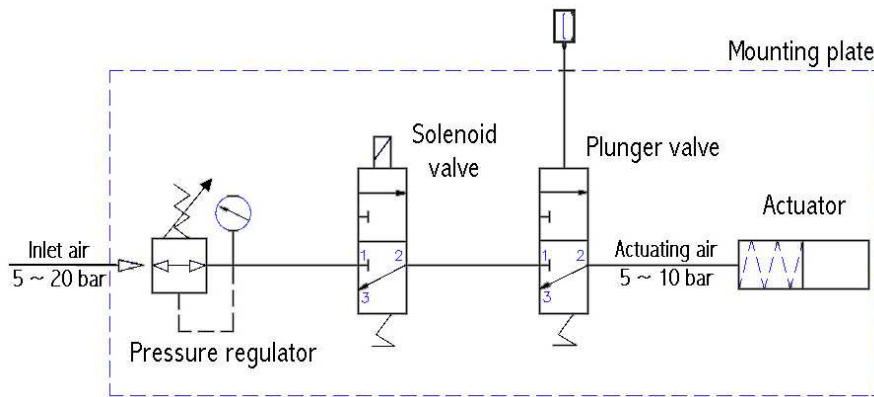 Mounting plate
Solenoid
valve
Plunger valve
Actuator
Inlet air
5 ~ 20 bar
1
2
3
1
2
3
Actuating air
5 ~ 10 bar
Pressure regulator